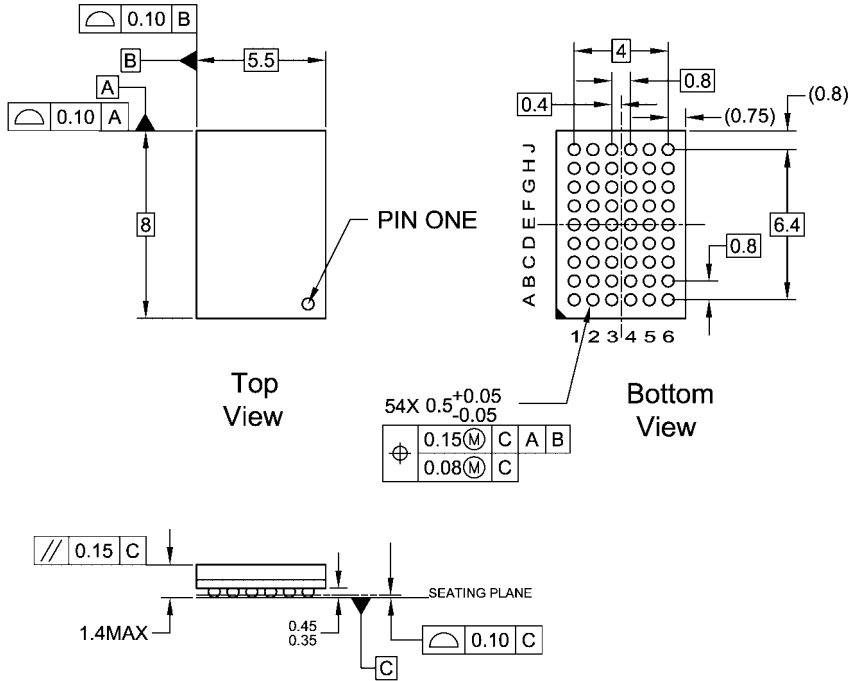 0.10 B
B
5.5
A
0.10 A
8
PIN ONE
Top
View
4
0.8
0.4
(0.75)
(0.8)
J
H
G
F
E
D
C
B
A
6.4
0.8
1 2 3 4 5 6
54X 0.5 +0.05
-0.05
0.15 Ⓜ C A B
0.08 Ⓜ C
Bottom
View
// 0.15 C
1.4MAX
0.45
0.35
SEATING PLANE
0.10 C
C